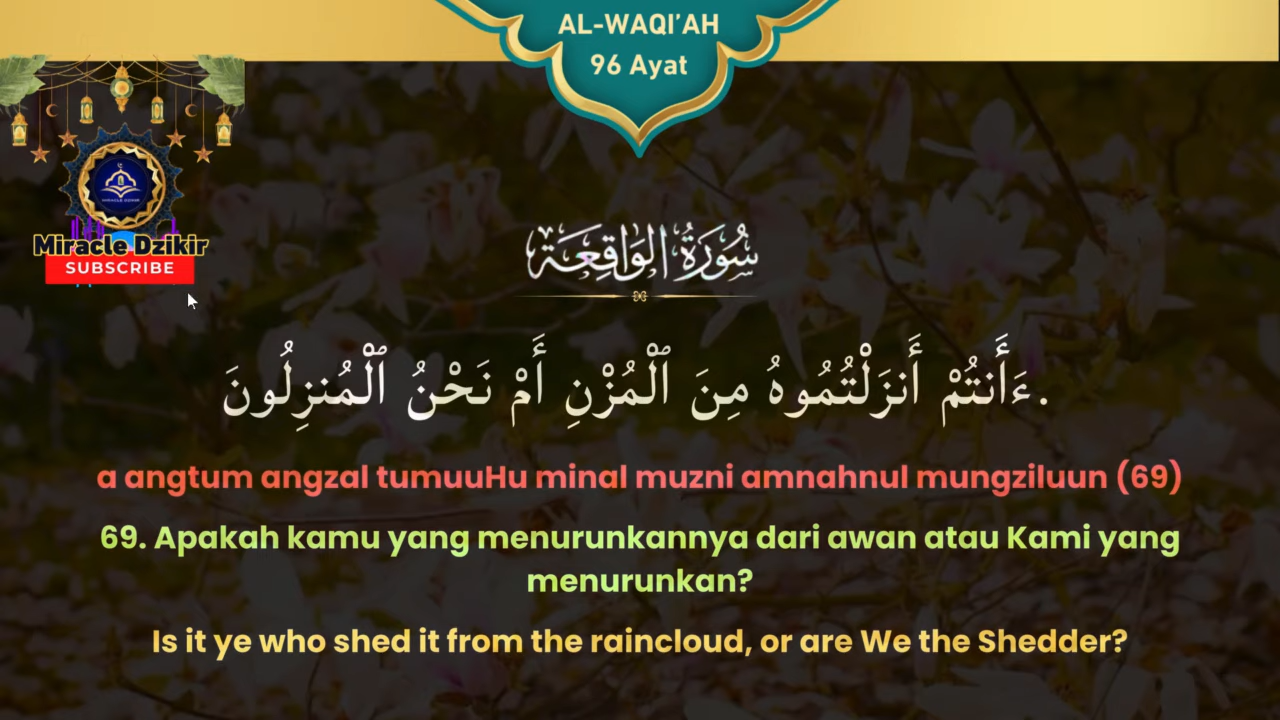 AL-WAQI'AH
96 Ayat
Miracle Dzikir
SUBSCRIBE
سُورَةُ الوَاقِعَة
ءَأَنتُمْ أَنزَلْتُمُوهُ مِنَ ٱلْمُزْنِ أَمْ نَحْنُ ٱلْمُنزِلُونَ.
a angtum angzal tumuuHu minal muzni amnahnul mungziluun (69)
69. Apakah kamu yang menurunkannya dari awan atau Kami yang
menurunkan?
Is it ye who shed it from the raincloud, or are We the Shedder?